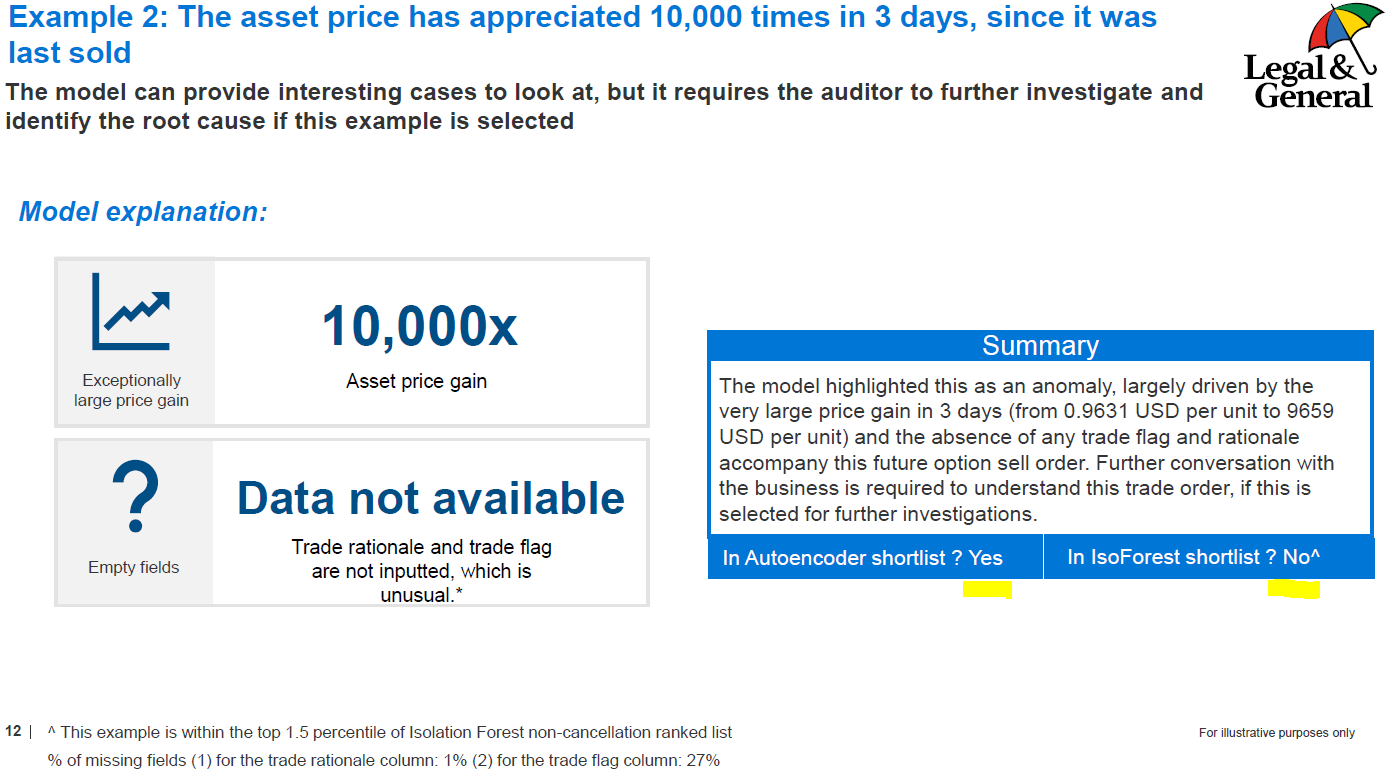 Example 2: The asset price has appreciated 10,000 times in 3 days, since it was
last sold
Legal &
General
The model can provide interesting cases to look at, but it requires the auditor to further investigate and
identify the root cause if this example is selected
Model explanation:
Exceptionally
large price gain
10,000x
Asset price gain
?
Empty fields
Data not available
Trade rationale and trade flag
are not inputted, which is
unusual.*
Summary
The model highlighted this as an anomaly, largely driven by the
very large price gain in 3 days (from 0.9631 USD per unit to 9659
USD per unit) and the absence of any trade flag and rationale
accompany this future option sell order. Further conversation with
the business is required to understand this trade order, if this is
selected for further investigations.
In Autoencoder shortlist ? Yes
In IsoForest shortlist ? No^
12 | ^ This example is within the top 1.5 percentile of Isolation Forest non-cancellation ranked list
% of missing fields (1) for the trade rationale column: 1% (2) for the trade flag column: 27%
For illustrative purposes only